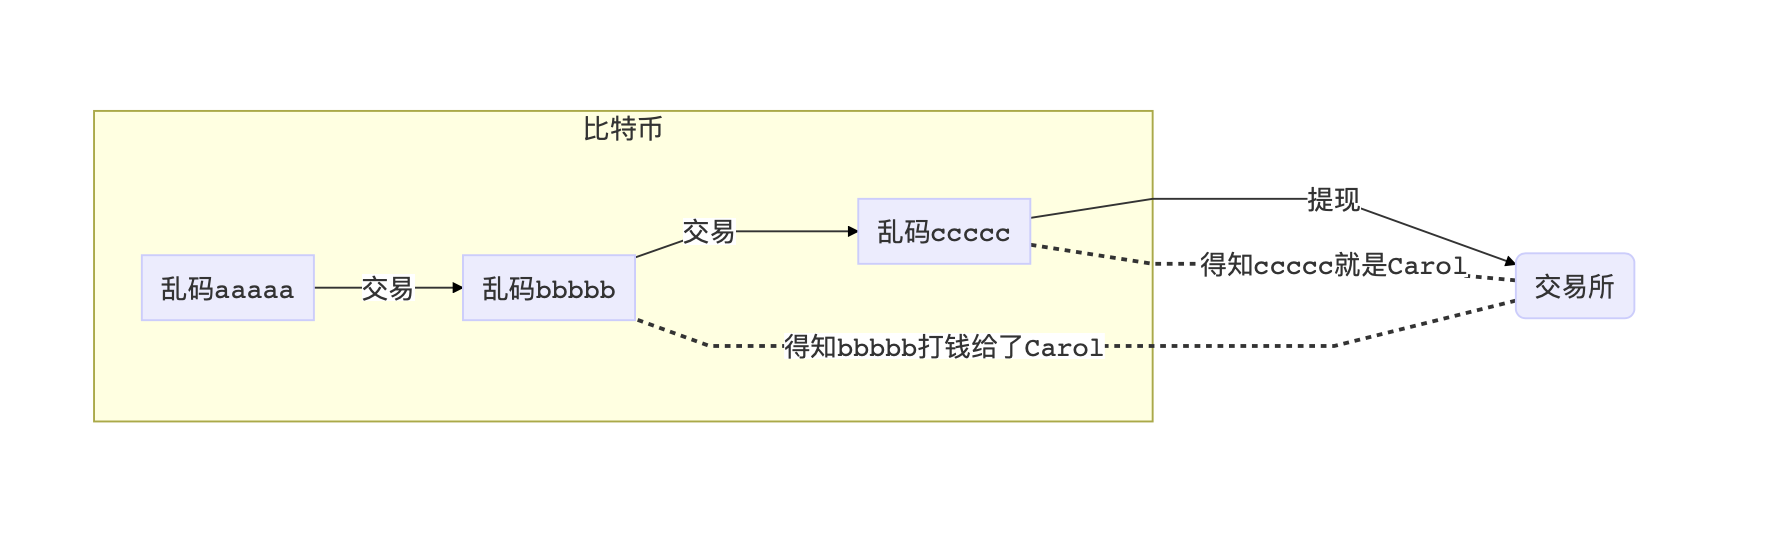 比特币
乱码aaaaa
交易
乱码bbbbb
交易
乱码ccccc
提现
得知ccccc就是Carol
得知bbbbb打钱给了Carol
交易所